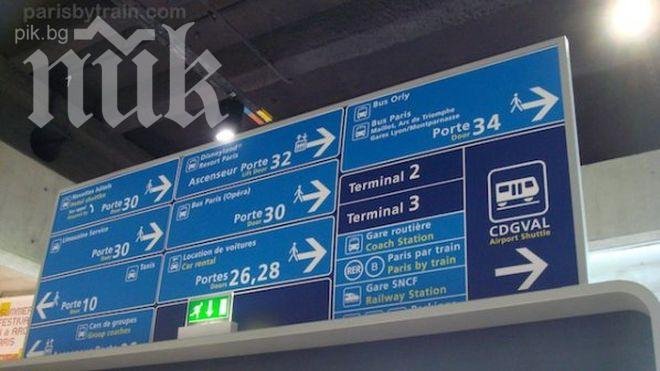 parisbytrain.com
pik.bg
пик
Navettes hôtels
Hotel shuttle
Porte 30
Door
Limousine Service
Porte 30
Door
Taxis
Porte 10
Door
Cars de groupes
Group coaches
Disneyland
Resort Paris
Ascenseur Porte 32
Lift Door
Bus Paris (Opéra)
Porte 30
Door
Location de voitures
Car rental
Portes 26,28
Doors
Bus Orly
Bus Paris
Maillot, Arc de Triomphe
Gares Lyon/Montparnasse
Porte 34
Door
Terminal 2
Terminal 3
Gare routière
Coach Station
RER B Paris par train
Paris by train
Gare SNCF
Railway Station
CDGVAL
Airport Shuttle
FESTIVAL